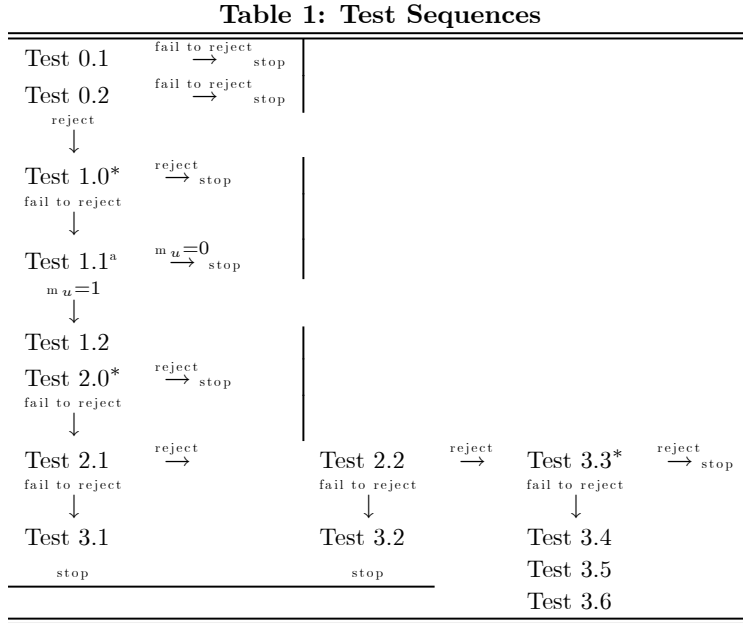 Table 1: Test Sequences
Test 0.1 fail to reject → stop
Test 0.2 fail to reject → stop
reject
↓
Test 1.0* reject → stop
fail to reject
↓
Test 1.1ᵃ m u=0 → stop
m u=1
↓
Test 1.2
Test 2.0* reject → stop
fail to reject
↓
Test 2.1 reject → Test 2.2 reject → Test 3.3* reject → stop
fail to reject fail to reject fail to reject
↓ ↓ ↓
Test 3.1 Test 3.2 Test 3.4
stop stop Test 3.5
Test 3.6